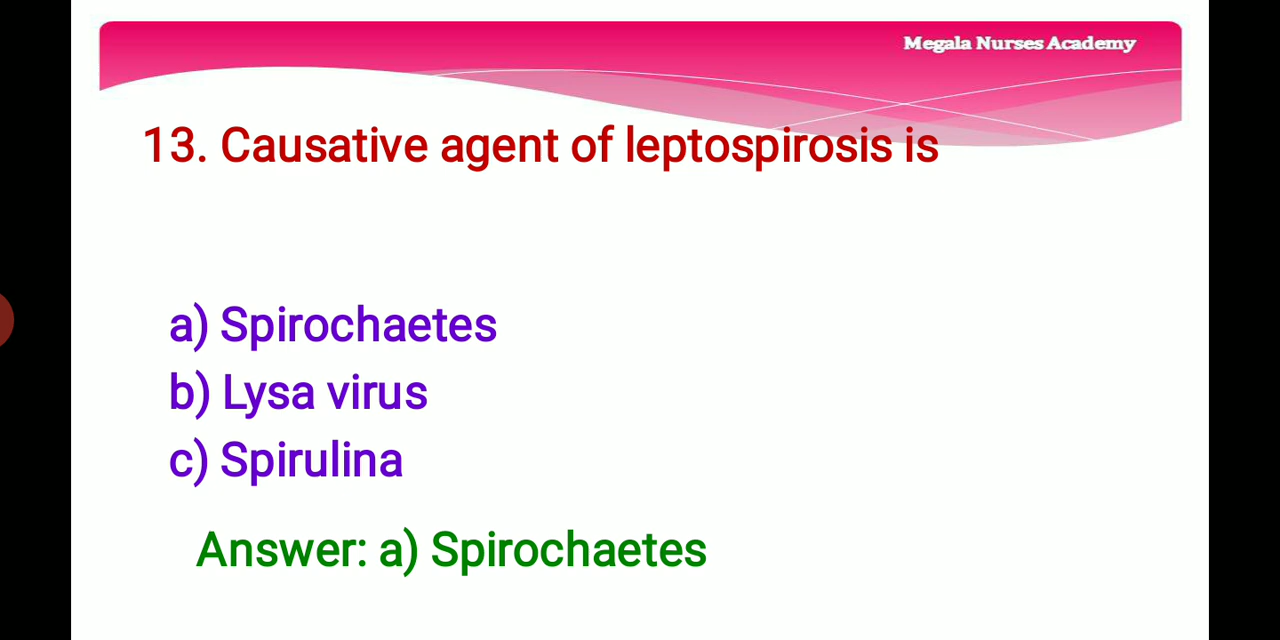 Megala Nurses Academy
13. Causative agent of leptospirosis is
a) Spirochaetes
b) Lysa virus
c) Spirulina
Answer: a) Spirochaetes